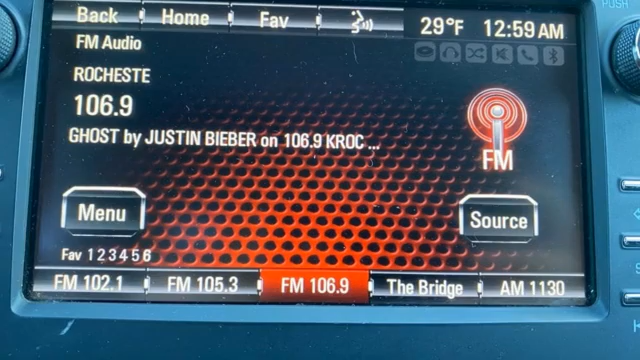 Back Home Fav 29°F 12:59 AM
FM Audio
ROCHESTE
106.9
GHOST by JUSTIN BIEBER on 106.9 KROC ...
FM
Menu Source
Fav 1 2 3 4 5 6
FM 102.1 FM 105.3 FM 106.9 The Bridge AM 1130
PUSH